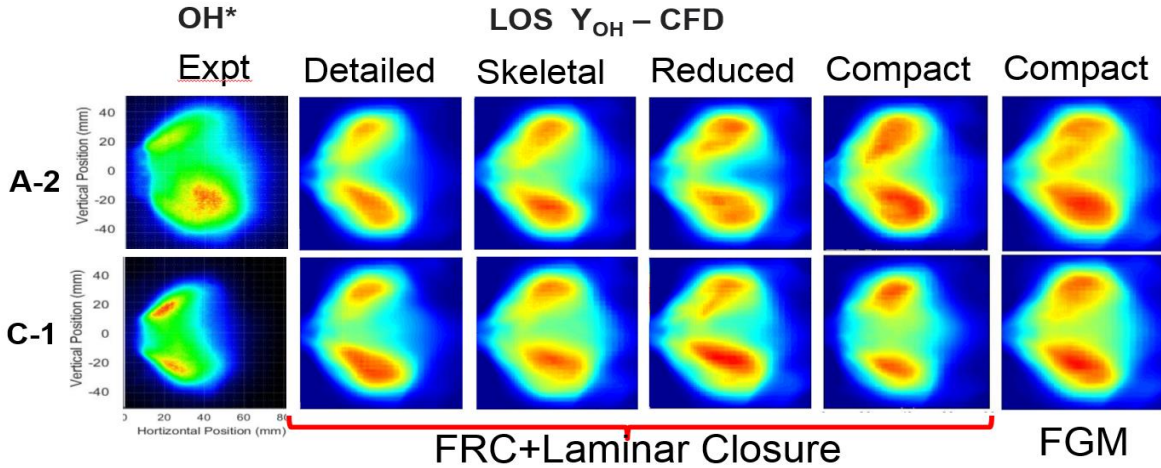 OH* LOS Y_OH – CFD
Expt Detailed Skeletal Reduced Compact Compact
A-2
Vertical Position (mm)
40
20
0
-20
-40
C-1
Vertical Position (mm)
40
20
0
-20
-40
0 20 40 60 80
Hortizontal Position (mm)
FRC+Laminar Closure FGM